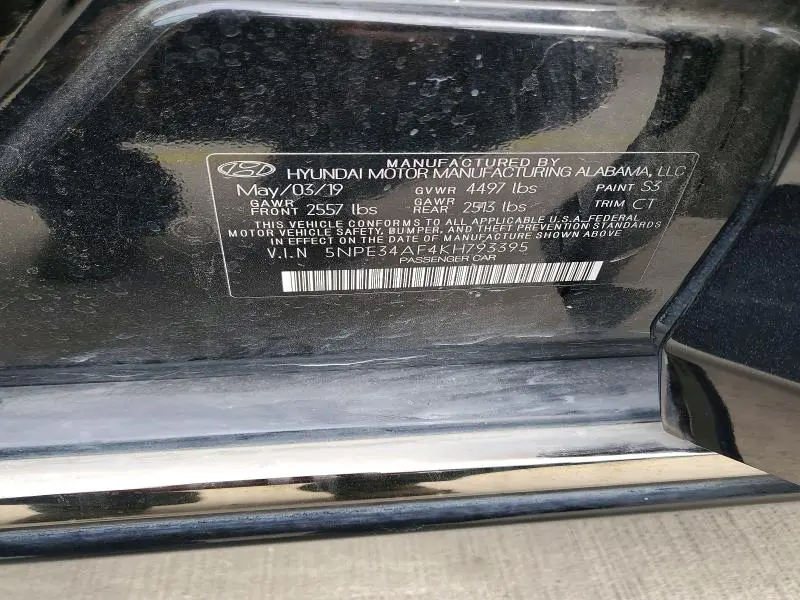 MANUFACTURED BY
HYUNDAI MOTOR MANUFACTURING ALABAMA, LLC
May/03/19 GVWR 4497 lbs PAINT S3
GAWR FRONT 2557 lbs GAWR REAR 2513 lbs TRIM CT
THIS VEHICLE CONFORMS TO ALL APPLICABLE U.S.A. FEDERAL
MOTOR VEHICLE SAFETY, BUMPER, AND THEFT PREVENTION STANDARDS
IN EFFECT ON THE DATE OF MANUFACTURE SHOWN ABOVE
V.I.N 5NPE34AF4KH793395
PASSENGER CAR